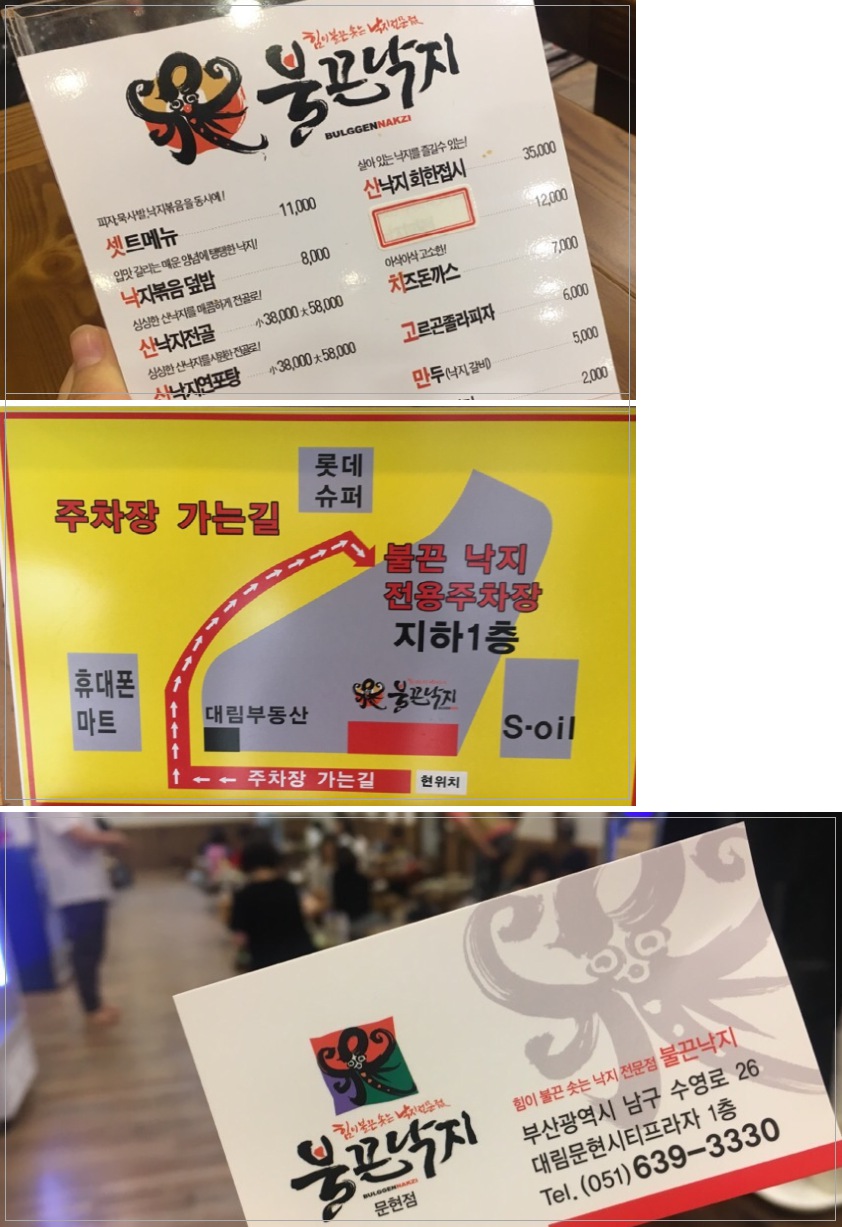 힘이 불끈 솟는 낙지전문점
불끈낙지
BULGGENNAKZI
피자,묵사발,낙지볶음을 동시에!
셋트메뉴 11,000
입맛 살리는 매운 양념에 탱탱한 낙지!
낙지볶음 덮밥 8,000
싱싱한 산낙지를 매콤하게 전골로!
산낙지전골 小38,000 大58,000
싱싱한 산낙지를 시원한 전골로!
산낙지연포탕 小38,000 大58,000
살아 있는 낙지를 즐길수 있는!
산낙지 회한접시 35,000
12,000
아삭아삭 고소한!
치즈돈까스 7,000
고르곤졸라피자 6,000
만두 (낙지,갈비) 5,000
2,000
롯데
슈퍼
주차장 가는길
불끈 낙지
전용주차장
지하1층
휴대폰
마트
대림부동산
불끈낙지
S-oil
주차장 가는길
현위치
힘이 불끈 솟는 낙지전문점
불끈낙지
BULGGENNAKZI
문현점
힘이 불끈 솟는 낙지 전문점 불끈낙지
부산광역시 남구 수영로 26
대림문현시티프라자 1층
Tel. (051) 639-3330